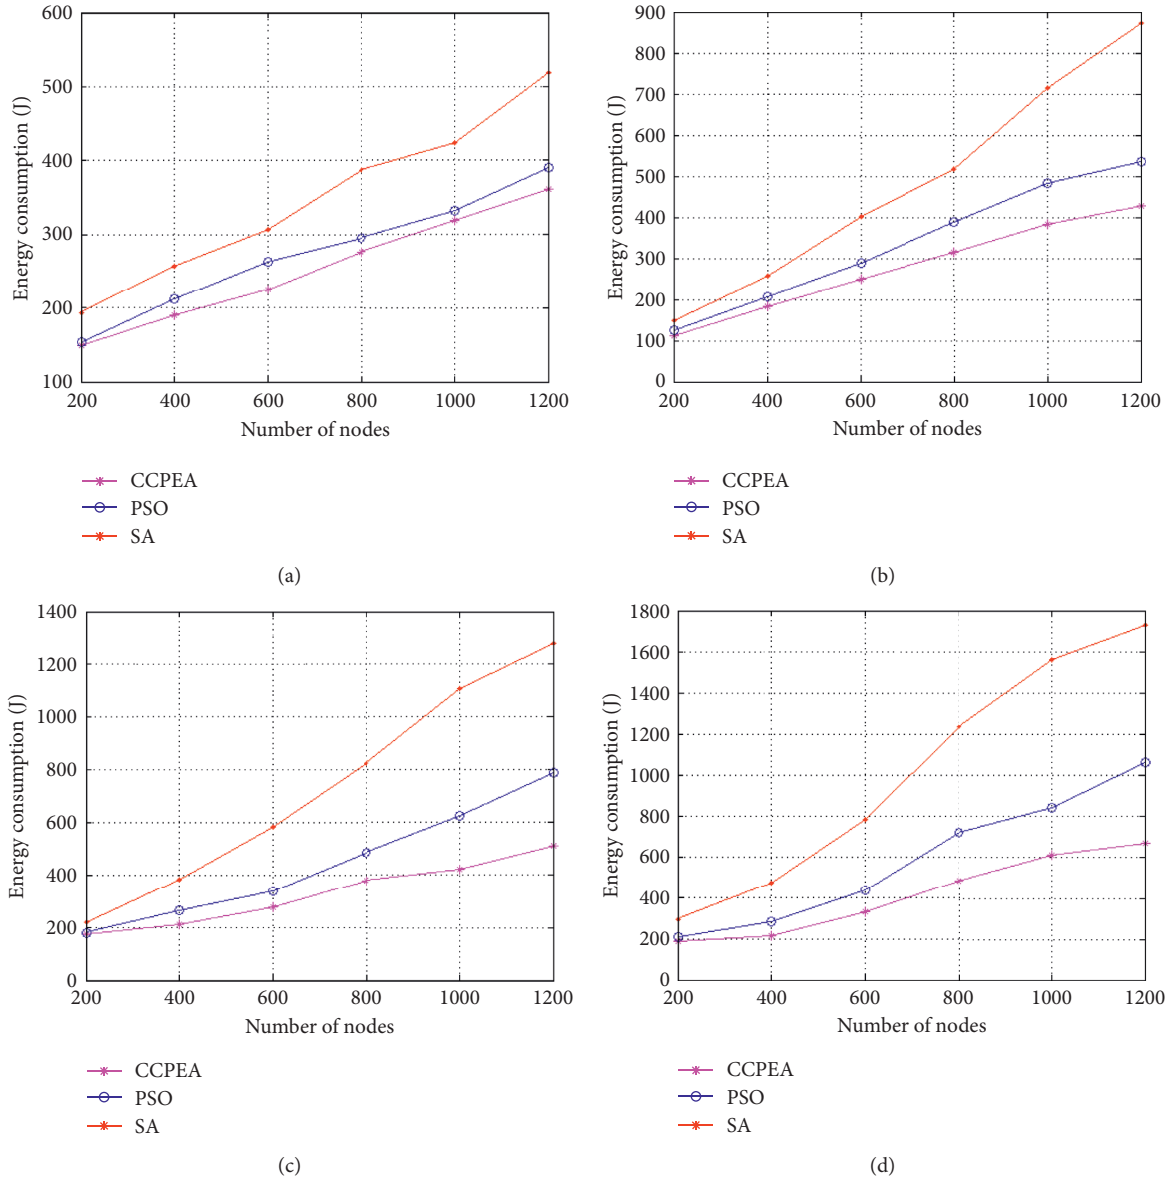 600
500
400
300
200
100
Energy consumption (J)
200 400 600 800 1000 1200
Number of nodes
CCPEA
PSO
SA
(a)
900
800
700
600
500
400
300
200
100
0
Energy consumption (J)
200 400 600 800 1000 1200
Number of nodes
CCPEA
PSO
SA
(b)
1400
1200
1000
800
600
400
200
0
Energy consumption (J)
200 400 600 800 1000 1200
Number of nodes
CCPEA
PSO
SA
(c)
1800
1600
1400
1200
1000
800
600
400
200
0
Energy consumption (J)
200 400 600 800 1000 1200
Number of nodes
CCPEA
PSO
SA
(d)